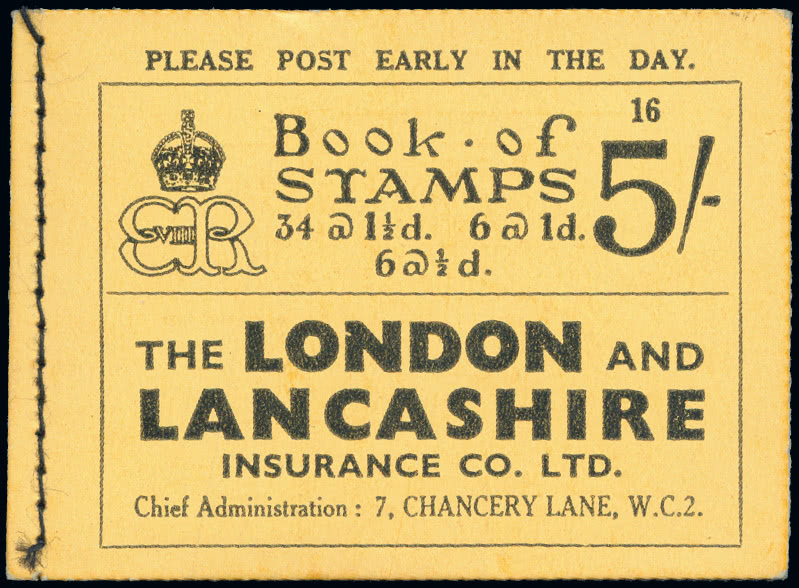 PLEASE POST EARLY IN THE DAY.
16
Book · of
STAMPS
5/-
34 @ 1½d. 6 @ 1d.
6 @ ½d.
EVIIIR
THE LONDON AND
LANCASHIRE
INSURANCE CO. LTD.
Chief Administration : 7, CHANCERY LANE, W.C.2.